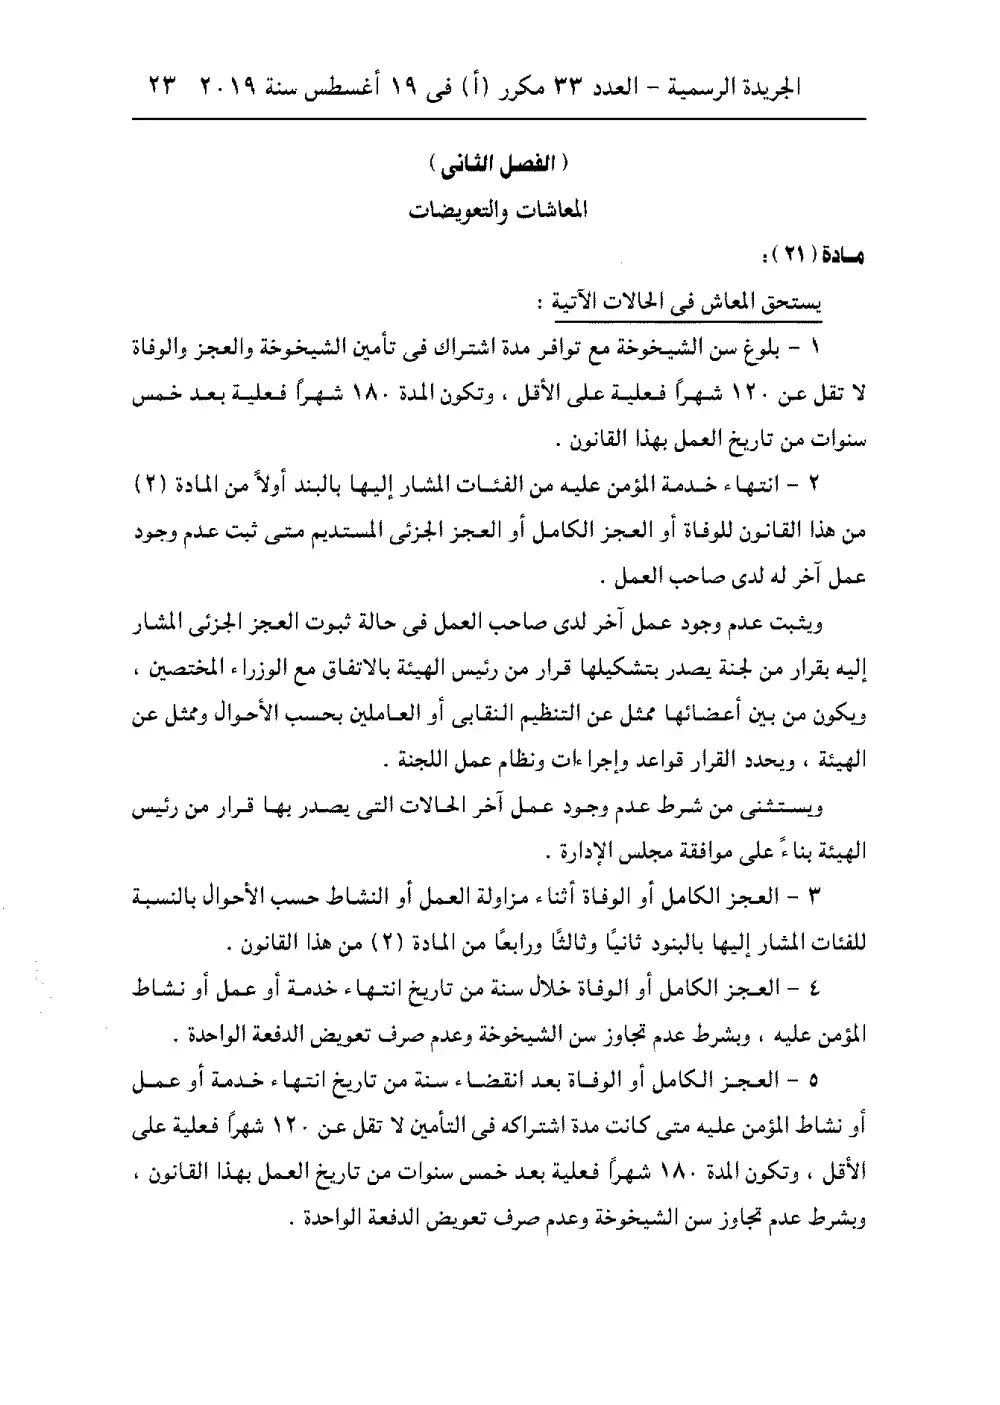 الجريدة الرسمية – العدد ٣٣ مكرر (أ) فى ١٩ أغسطس سنة ٢٠١٩ ٢٣
(الفصل الثانى)
المعاشات والتعويضات
مادة (٢١):
يستحق المعاش فى الحالات الآتية :
١ – بلوغ سن الشيخوخة مع توافر مدة اشتراك فى تأمين الشيخوخة والعجز والوفاة
لا تقل عن ١٢٠ شهراً فعلية على الأقل ، وتكون المدة ١٨٠ شهراً فعلية بعد خمس
سنوات من تاريخ العمل بهذا القانون .
٢ – انتهاء خدمة المؤمن عليه من الفئات المشار إليها بالبند أولاً من المادة (٢)
من هذا القانون للوفاة أو العجز الكامل أو العجز الجزئى المستديم متى ثبت عدم وجود
عمل آخر له لدى صاحب العمل .
ويثبت عدم وجود عمل آخر لدى صاحب العمل فى حالة ثبوت العجز الجزئى المشار
إليه بقرار من لجنة يصدر بتشكيلها قرار من رئيس الهيئة بالاتفاق مع الوزراء المختصين ،
ويكون من بين أعضائها ممثل عن التنظيم النقابى أو العاملين بحسب الأحوال وممثل عن
الهيئة ، ويحدد القرار قواعد وإجراءات ونظام عمل اللجنة .
ويستثنى من شرط عدم وجود عمل آخر الحالات التى يصدر بها قرار من رئيس
الهيئة بناءً على موافقة مجلس الإدارة .
٣ – العجز الكامل أو الوفاة أثناء مزاولة العمل أو النشاط حسب الأحوال بالنسبة
للفئات المشار إليها بالبنود ثانيًا وثالثًا ورابعًا من المادة (٢) من هذا القانون .
٤ – العجز الكامل أو الوفاة خلال سنة من تاريخ انتهاء خدمة أو عمل أو نشاط
المؤمن عليه ، وبشرط عدم تجاوز سن الشيخوخة وعدم صرف تعويض الدفعة الواحدة .
٥ – العجز الكامل أو الوفاة بعد انقضاء سنة من تاريخ انتهاء خدمة أو عمل
أو نشاط المؤمن عليه متى كانت مدة اشتراكه فى التأمين لا تقل عن ١٢٠ شهراً فعلية على
الأقل ، وتكون المدة ١٨٠ شهراً فعلية بعد خمس سنوات من تاريخ العمل بهذا القانون ،
وبشرط عدم تجاوز سن الشيخوخة وعدم صرف تعويض الدفعة الواحدة .